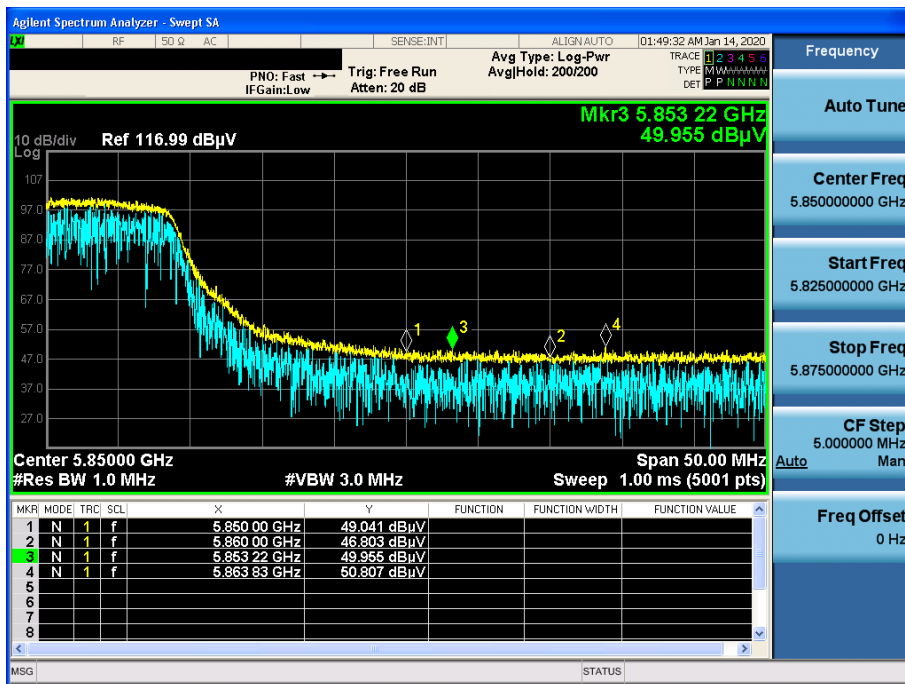 Agilent Spectrum Analyzer - Swept SA
LXI RF 50 Ω AC SENSE:INT ALIGN AUTO 01:49:32 AM Jan 14, 2020
PNO: Fast Trig: Free Run Avg Type: Log-Pwr TRACE 1 2 3 4 5 6
IFGain:Low Atten: 20 dB Avg|Hold: 200/200 TYPE M W W W W W
DET P P N N N N
Mkr3 5.853 22 GHz
49.955 dBµV
10 dB/div Ref 116.99 dBµV
Log
107
97.0
87.0
77.0
67.0
57.0
47.0
37.0
27.0
1
3
2
4
Center 5.85000 GHz Span 50.00 MHz
#Res BW 1.0 MHz #VBW 3.0 MHz Sweep 1.00 ms (5001 pts)
MKR MODE TRC SCL X Y FUNCTION FUNCTION WIDTH FUNCTION VALUE
1 N 1 f 5.850 00 GHz 49.041 dBµV
2 N 1 f 5.860 00 GHz 46.803 dBµV
3 N 1 f 5.853 22 GHz 49.955 dBµV
4 N 1 f 5.863 83 GHz 50.807 dBµV
5
6
7
8
MSG STATUS
Frequency
Auto Tune
Center Freq
5.850000000 GHz
Start Freq
5.825000000 GHz
Stop Freq
5.875000000 GHz
CF Step
5.000000 MHz
Auto Man
Freq Offset
0 Hz